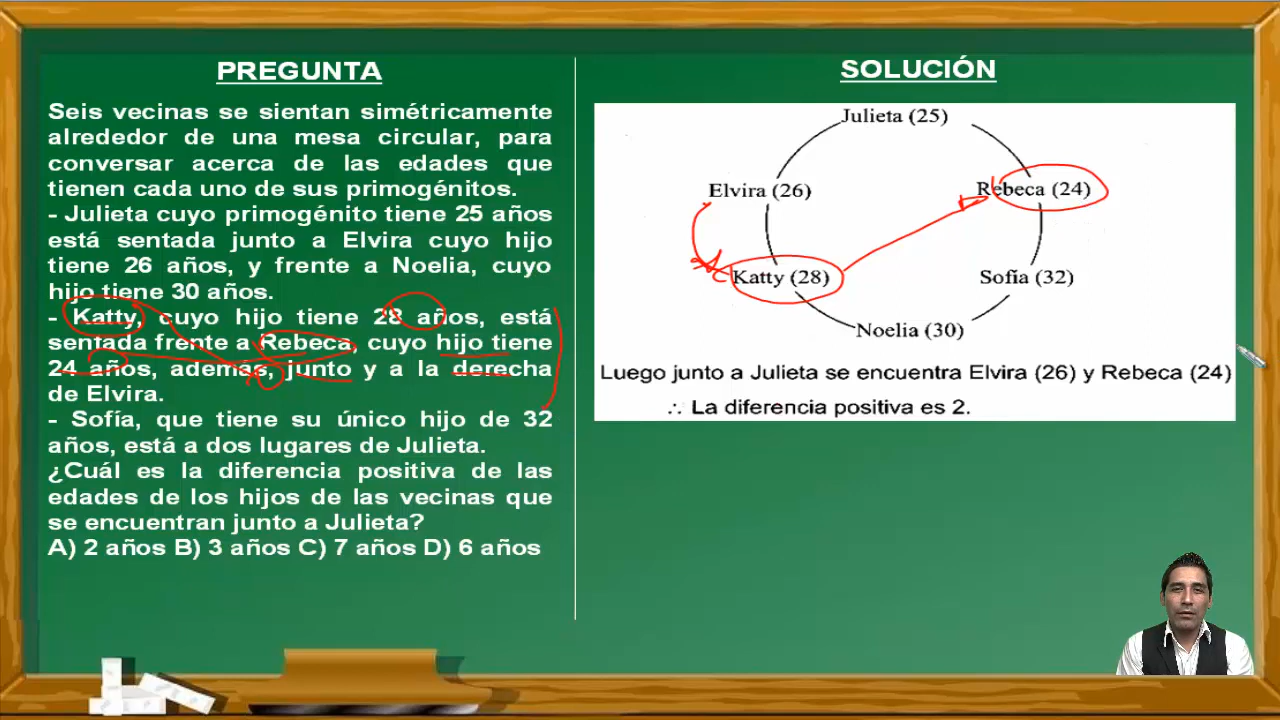 PREGUNTA
Seis vecinas se sientan simétricamente
alrededor de una mesa circular, para
conversar acerca de las edades que
tienen cada uno de sus primogénitos.
- Julieta cuyo primogénito tiene 25 años
está sentada junto a Elvira cuyo hijo
tiene 26 años, y frente a Noelia, cuyo
hijo tiene 30 años.
- Katty, cuyo hijo tiene 28 años, está
sentada frente a Rebeca, cuyo hijo tiene
24 años, además, junto y a la derecha
de Elvira.
- Sofía, que tiene su único hijo de 32
años, está a dos lugares de Julieta.
¿Cuál es la diferencia positiva de las
edades de los hijos de las vecinas que
se encuentran junto a Julieta?
A) 2 años B) 3 años C) 7 años D) 6 años
SOLUCIÓN
Julieta (25)
Elvira (26)
Rebeca (24)
Katty (28)
Sofía (32)
Noelia (30)
Luego junto a Julieta se encuentra Elvira (26) y Rebeca (24)
∴ La diferencia positiva es 2.